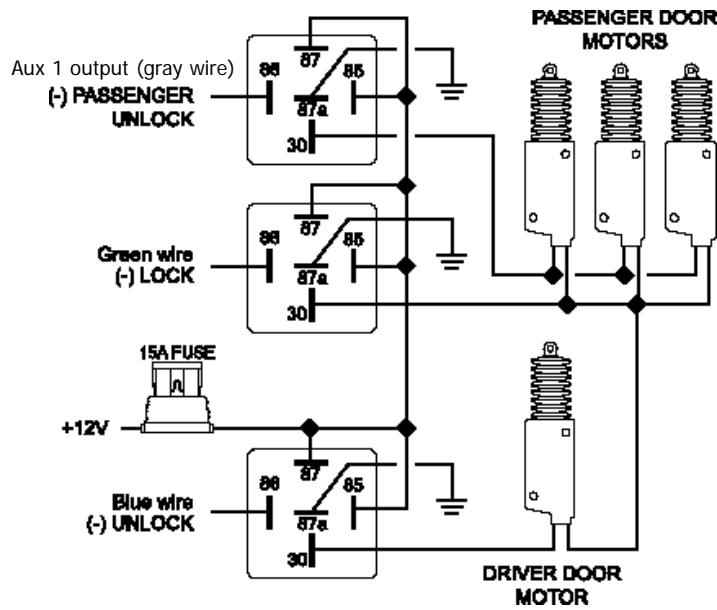 PASSENGER DOOR
MOTORS
Aux 1 output (gray wire)
(-) PASSENGER
UNLOCK
86
87
85
87a
30
Green wire
(-) LOCK
86
87
85
87a
30
15A FUSE
+12V
Blue wire
(-) UNLOCK
86
87
85
87a
30
DRIVER DOOR
MOTOR